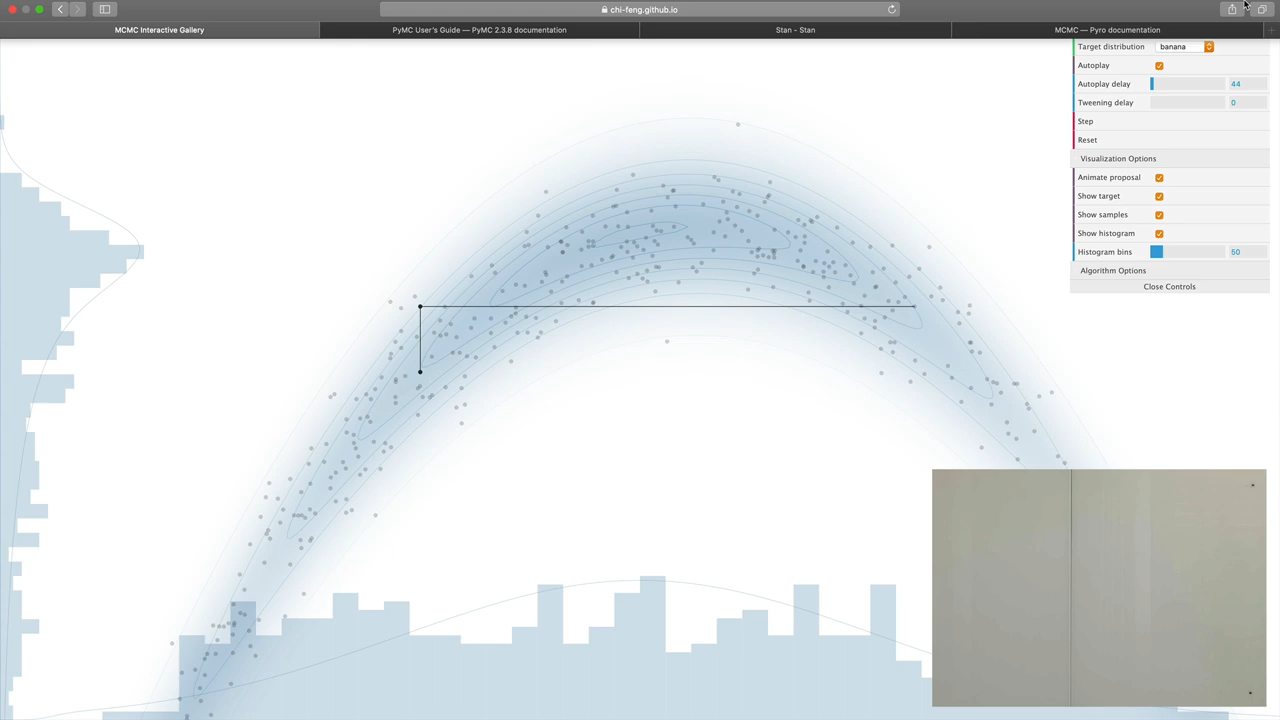 chi-feng.github.io
MCMC Interactive Gallery
PyMC User's Guide — PyMC 2.3.8 documentation
Stan - Stan
MCMC — Pyro documentation
Target distribution banana
Autoplay
Autoplay delay 44
Tweening delay 0
Step
Reset
Visualization Options
Animate proposal
Show target
Show samples
Show histogram
Histogram bins 50
Algorithm Options
Close Controls